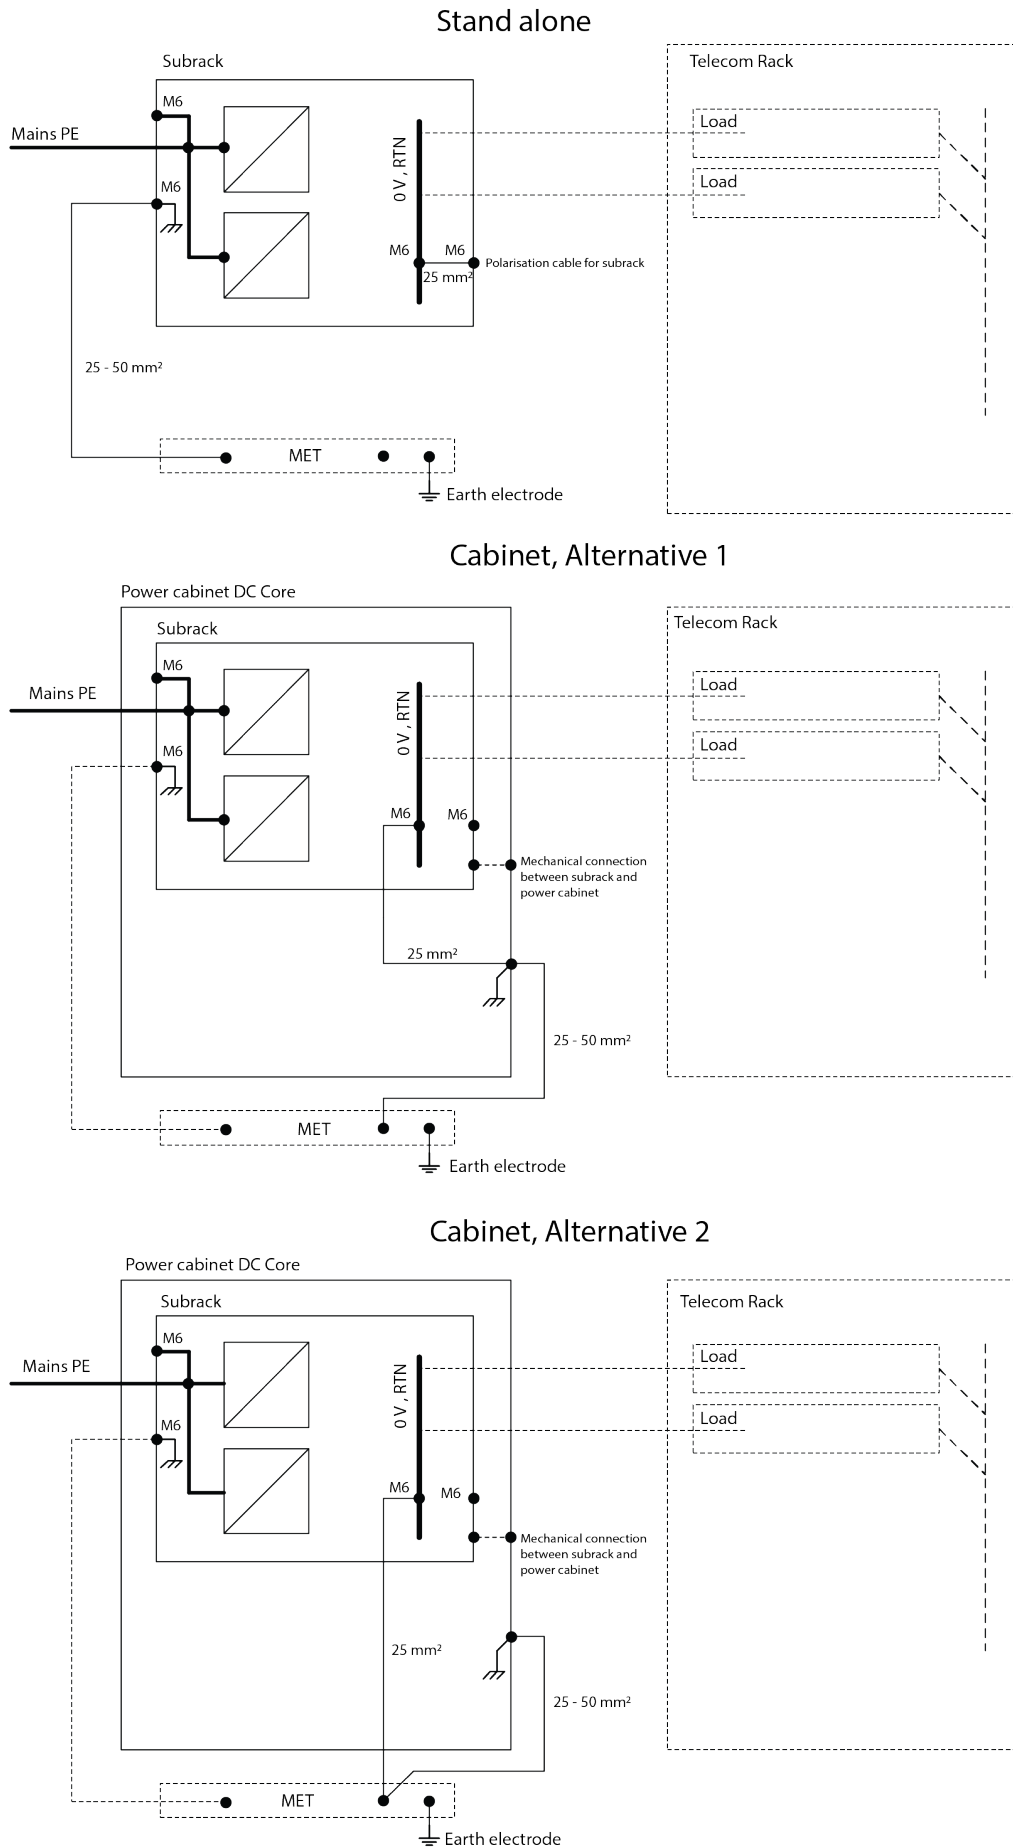 Stand alone
Subrack
Telecom Rack
M6
Load
Mains PE
0 V , RTN
M6
Load
M6
M6
Polarisation cable for subrack
25 mm²
25 - 50 mm²
MET
Earth electrode
Cabinet, Alternative 1
Power cabinet DC Core
Subrack
Telecom Rack
M6
Load
Mains PE
0 V , RTN
M6
Load
M6
M6
Mechanical connection
between subrack and
power cabinet
25 mm²
25 - 50 mm²
MET
Earth electrode
Cabinet, Alternative 2
Power cabinet DC Core
Subrack
Telecom Rack
M6
Load
Mains PE
0 V , RTN
M6
Load
M6
M6
Mechanical connection
between subrack and
power cabinet
25 mm²
25 - 50 mm²
MET
Earth electrode